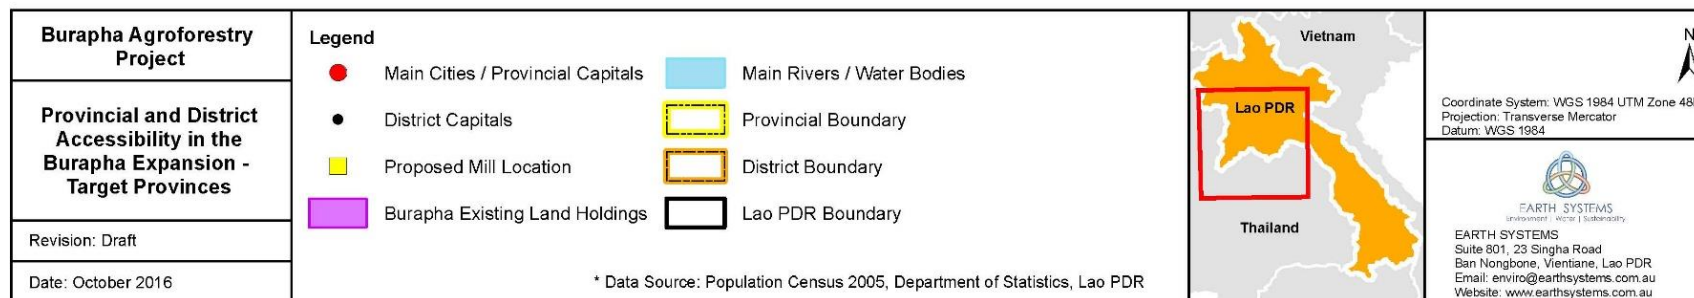 Burapha Agroforestry
Project
Provincial and District
Accessibility in the
Burapha Expansion -
Target Provinces
Revision: Draft
Date: October 2016
Legend
Main Cities / Provincial Capitals
District Capitals
Proposed Mill Location
Burapha Existing Land Holdings
Main Rivers / Water Bodies
Provincial Boundary
District Boundary
Lao PDR Boundary
* Data Source: Population Census 2005, Department of Statistics, Lao PDR
Vietnam
Lao PDR
Thailand
N
Coordinate System: WGS 1984 UTM Zone 48
Projection: Transverse Mercator
Datum: WGS 1984
EARTH SYSTEMS
Environment | Water | Sustainability
EARTH SYSTEMS
Suite 801, 23 Singha Road
Ban Nongbone, Vientiane, Lao PDR
Email: enviro@earthsystems.com.au
Website: www.earthsystems.com.au